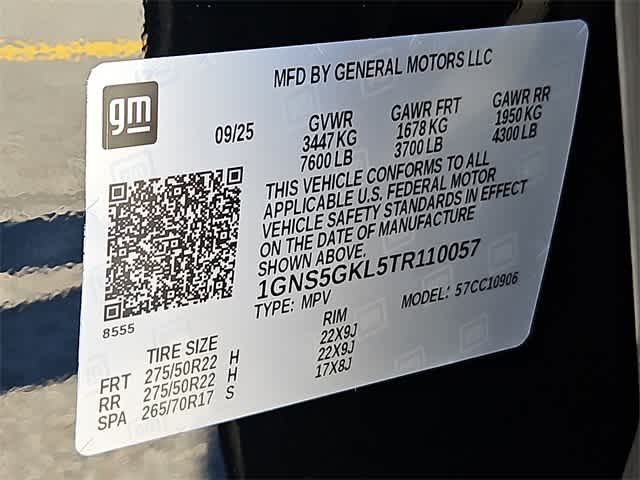 MFD BY GENERAL MOTORS LLC
gm
09/25
GVWR GAWR FRT GAWR RR
3447 KG 1678 KG 1950 KG
7600 LB 3700 LB 4300 LB
THIS VEHICLE CONFORMS TO ALL
APPLICABLE U.S. FEDERAL MOTOR
VEHICLE SAFETY STANDARDS IN EFFECT
ON THE DATE OF MANUFACTURE
SHOWN ABOVE.
1GNS5GKL5TR110057
TYPE: MPV MODEL: 57CC10906
8555
TIRE SIZE RIM
FRT 275/50R22 H 22X9J
RR 275/50R22 H 22X9J
SPA 265/70R17 S 17X8J